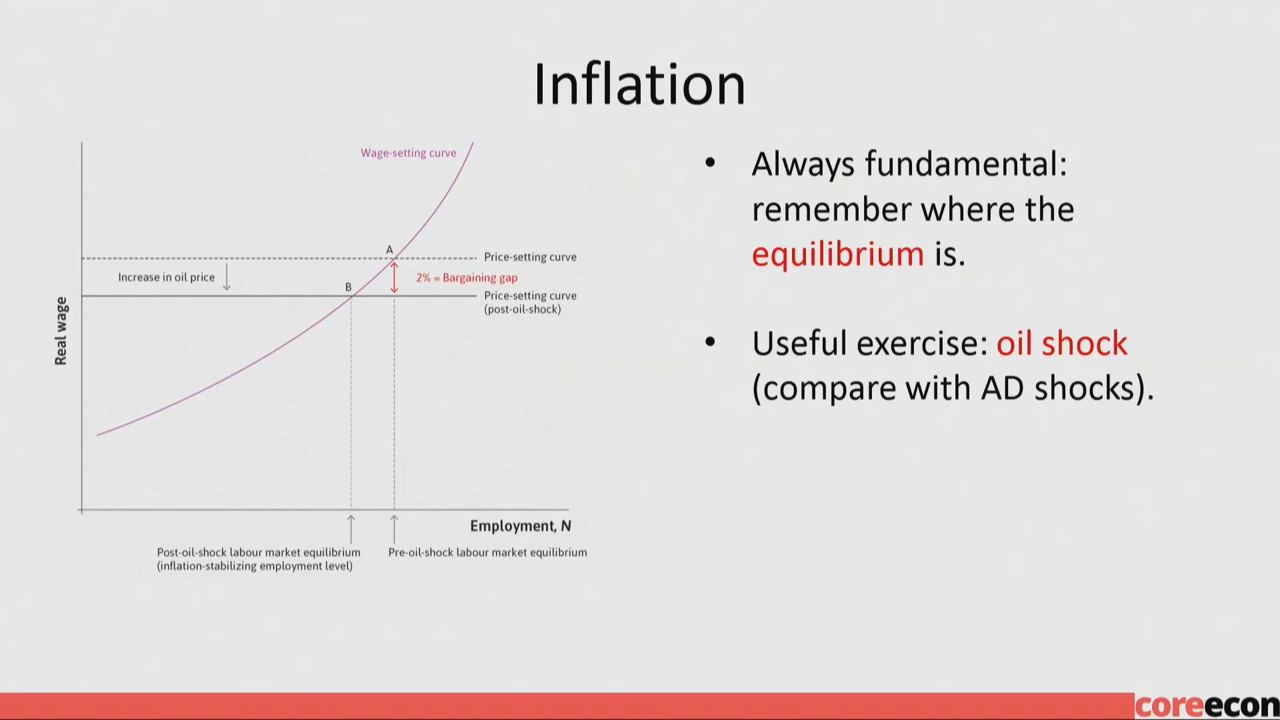 Inflation
Wage-setting curve
A
Price-setting curve
Increase in oil price
2% = Bargaining gap
B
Price-setting curve
(post-oil-shock)
Real wage
Employment, N
Post-oil-shock labour market equilibrium
(inflation-stabilizing employment level)
Pre-oil-shock labour market equilibrium
• Always fundamental:
remember where the
equilibrium is.
• Useful exercise: oil shock
(compare with AD shocks).
coreecon